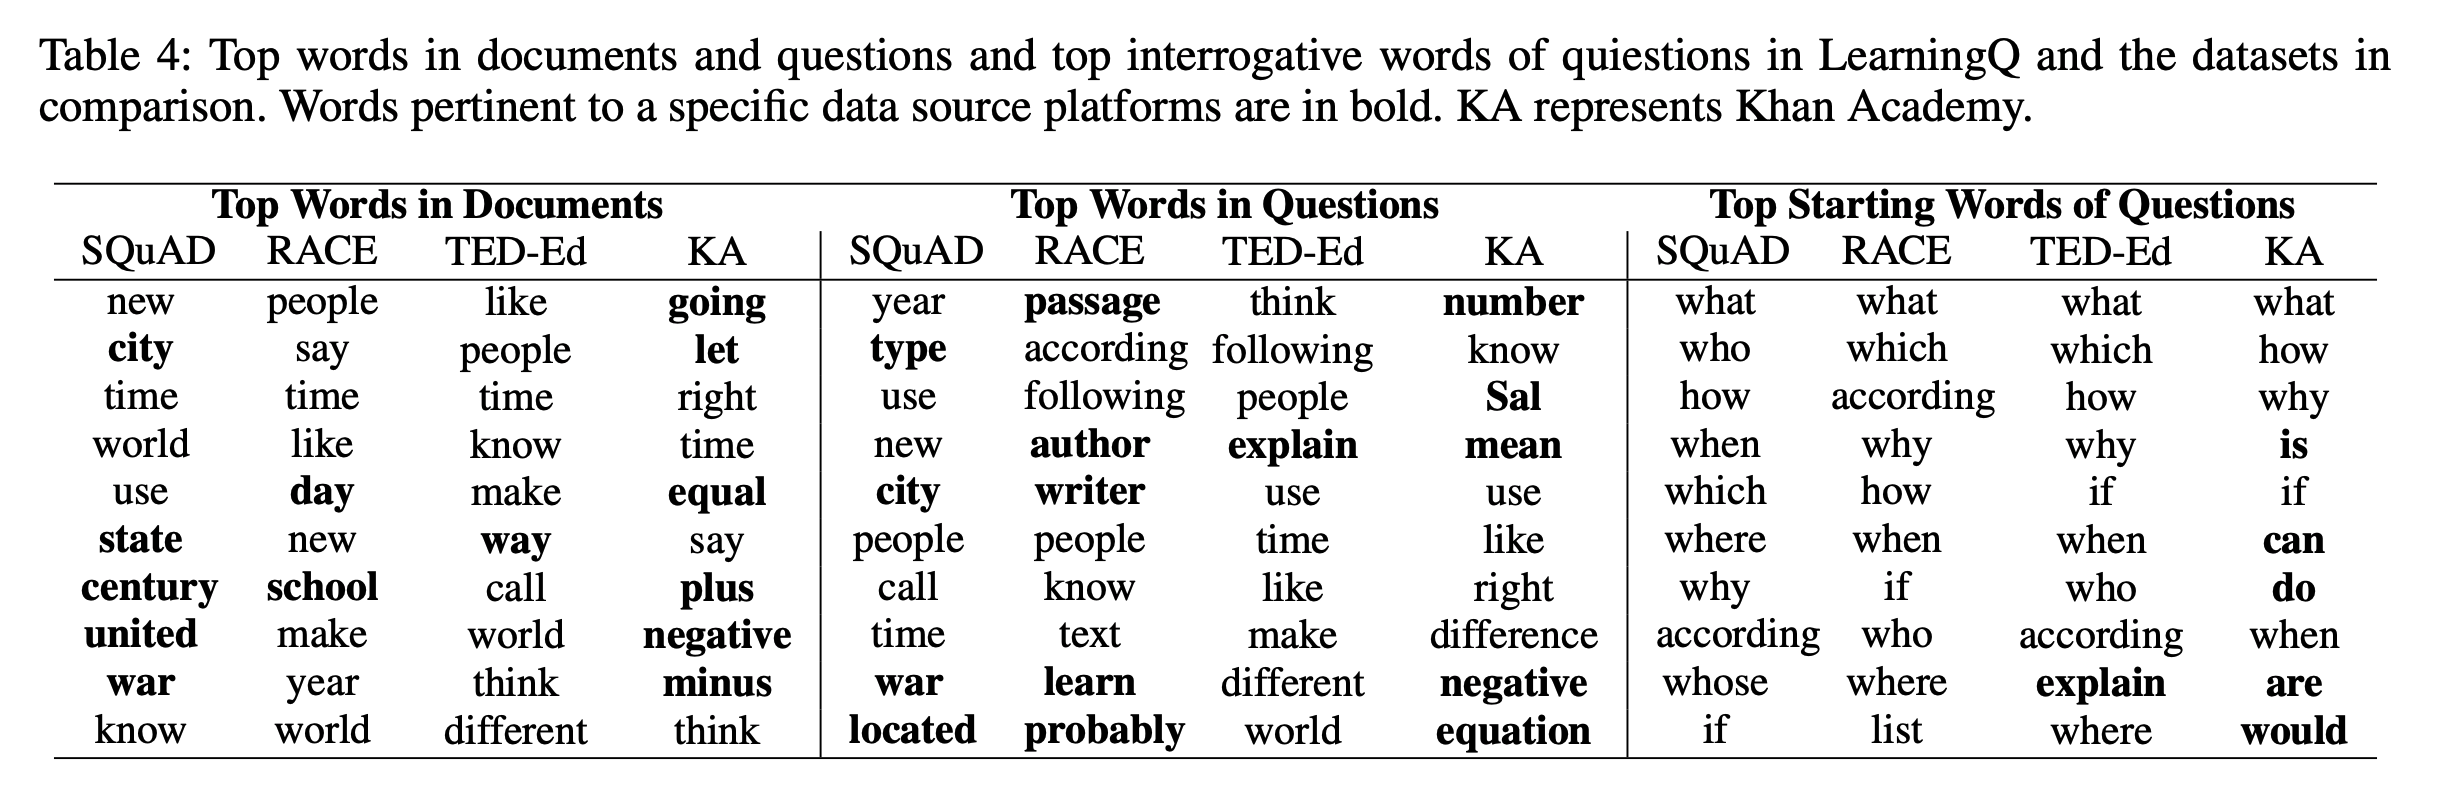 Table 4: Top words in documents and questions and top interrogative words of quiestions in LearningQ and the datasets in
comparison. Words pertinent to a specific data source platforms are in bold. KA represents Khan Academy.
Top Words in Documents Top Words in Questions Top Starting Words of Questions
SQuAD RACE TED-Ed KA SQuAD RACE TED-Ed KA SQuAD RACE TED-Ed KA
new people like going year passage think number what what what what
city say people let type according following know who which which how
time time time right use following people Sal how according how why
world like know time new author explain mean when why why is
use day make equal city writer use use which how if if
state new way say people people time like where when when can
century school call plus call know like right why if who do
united make world negative time text make difference according who according when
war year think minus war learn different negative whose where explain are
know world different think located probably world equation if list where would